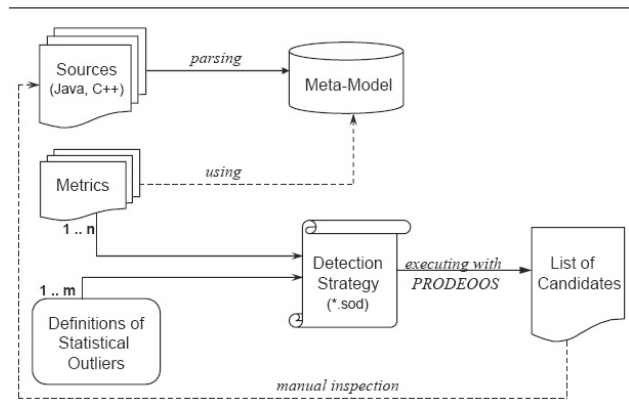 Sources
(Java, C++)
parsing
Meta-Model
Metrics
using
1 .. n
Detection
Strategy
(*.sod)
executing with
PRODEOOS
List of
Candidates
1 .. m
Definitions of
Statistical
Outliers
manual inspection